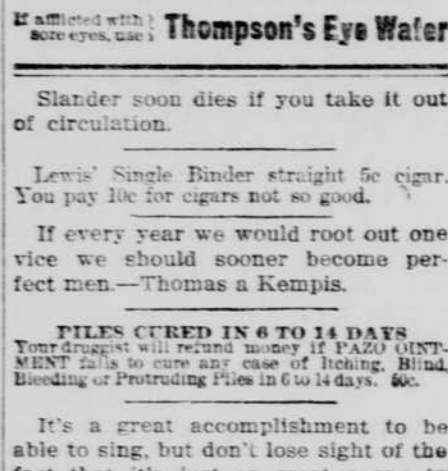 If afflicted with
sore eyes, use } Thompson's Eye Water
Slander soon dies if you take it out
of circulation.
Lewis' Single Binder straight 5c cigar.
You pay 10c for cigars not so good.
If every year we would root out one
vice we should sooner become per-
fect men.—Thomas a Kempis.
PILES CURED IN 6 TO 14 DAYS
Your druggist will refund money if PAZO OINT-
MENT fails to cure any case of Itching, Blind,
Bleeding or Protruding Piles in 6 to 14 days. 50c.
It's a great accomplishment to be
able to sing, but don't lose sight of the